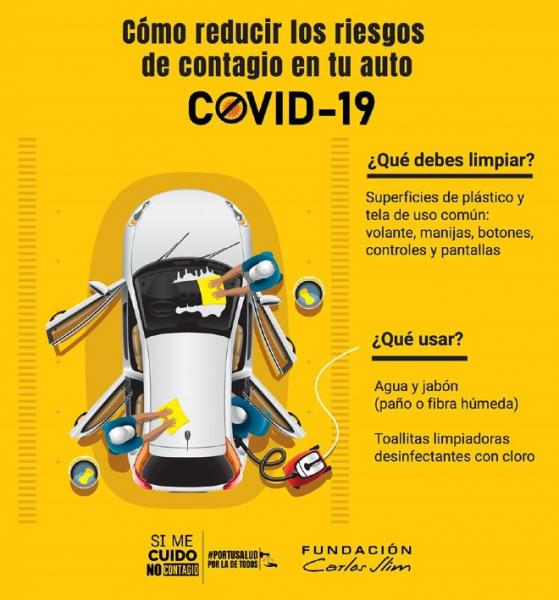 Cómo reducir los riesgos
de contagio en tu auto
COVID-19
¿Qué debes limpiar?
Superficies de plástico y
tela de uso común:
volante, manijas, botones,
controles y pantallas
¿Qué usar?
Agua y jabón
(paño o fibra húmeda)
Toallitas limpiadoras
desinfectantes con cloro
SI ME
CUIDO
NO CONTAGIO
#PORTUSALUD
POR LA DE TODOS
FUNDACIÓN
Carlos Slim